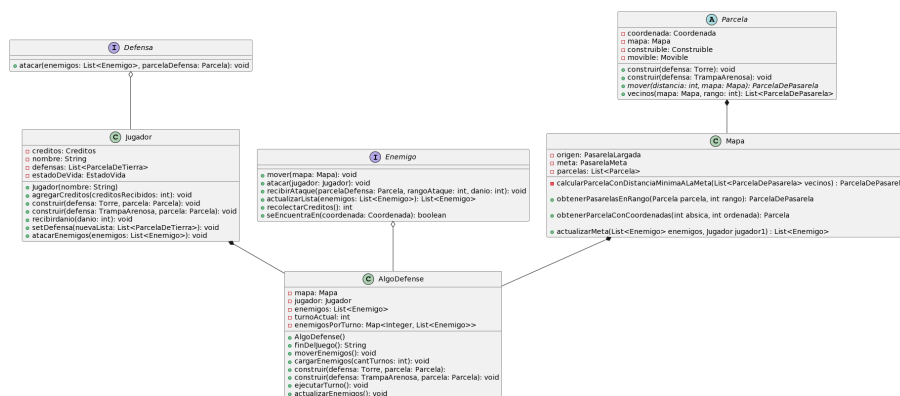 I Defensa
atacar(enemigos: List<Enemigo>, parcelaDefensa: Parcela): void
A Parcela
coordenada: Coordenada
mapa: Mapa
construible: Construible
movible: Movible
construir(defensa: Torre): void
construir(defensa: TrampaArenosa): void
mover(distancia: int, mapa: Mapa): ParcelaDePasarela
vecinos(mapa: Mapa, rango: int): List<ParcelaDePasarela>
C Jugador
creditos: Creditos
nombre: String
defensas: List<ParcelaDeTierra>
estadoDeVida: EstadoVida
Jugador(nombre: String)
agregarCreditos(creditosRecibidos: int): void
construir(defensa: Torre, parcela: Parcela): void
construir(defensa: TrampaArenosa, parcela: Parcela): void
recibirdanio(danio: int): void
setDefensa(nuevaLista: List<ParcelaDeTierra>): void
atacarEnemigos(enemigos: List<Enemigo>): void
I Enemigo
mover(mapa: Mapa): void
atacar(jugador: Jugador): void
recibirAtaque(parcelaDefensa: Parcela, rangoAtaque: int, danio: int): void
actualizarLista(enemigos: List<Enemigo>): List<Enemigo>
recolectarCreditos(): int
seEncuentraEn(coordenada: Coordenada): boolean
C Mapa
origen: PasarelaLargada
meta: PasarelaMeta
parcelas: List<Parcela>
calcularParcelaConDistanciaMinimaALaMeta(List<ParcelaDePasarela> vecinos) : ParcelaDePasarel
obtenerPasarelasEnRango(Parcela parcela, int rango): ParcelaDePasarela
obtenerParcelaConCoordenadas(int absica, int ordenada): Parcela
actualizarMeta(List<Enemigo> enemigos, Jugador jugador1) : List<Enemigo>
C AlgoDefense
mapa: Mapa
jugador: Jugador
enemigos: List<Enemigo>
turnoActual: int
enemigosPorTurno: Map<Integer, List<Enemigo>>
AlgoDefense()
finDelJuego(): String
moverEnemigos(): void
cargarEnemigos(cantTurnos: int): void
construir(defensa: Torre, parcela: Parcela):
construir(defensa: TrampaArenosa, parcela: Parcela): void
ejecutarTurno(): void
actualizarEnemigos(): void